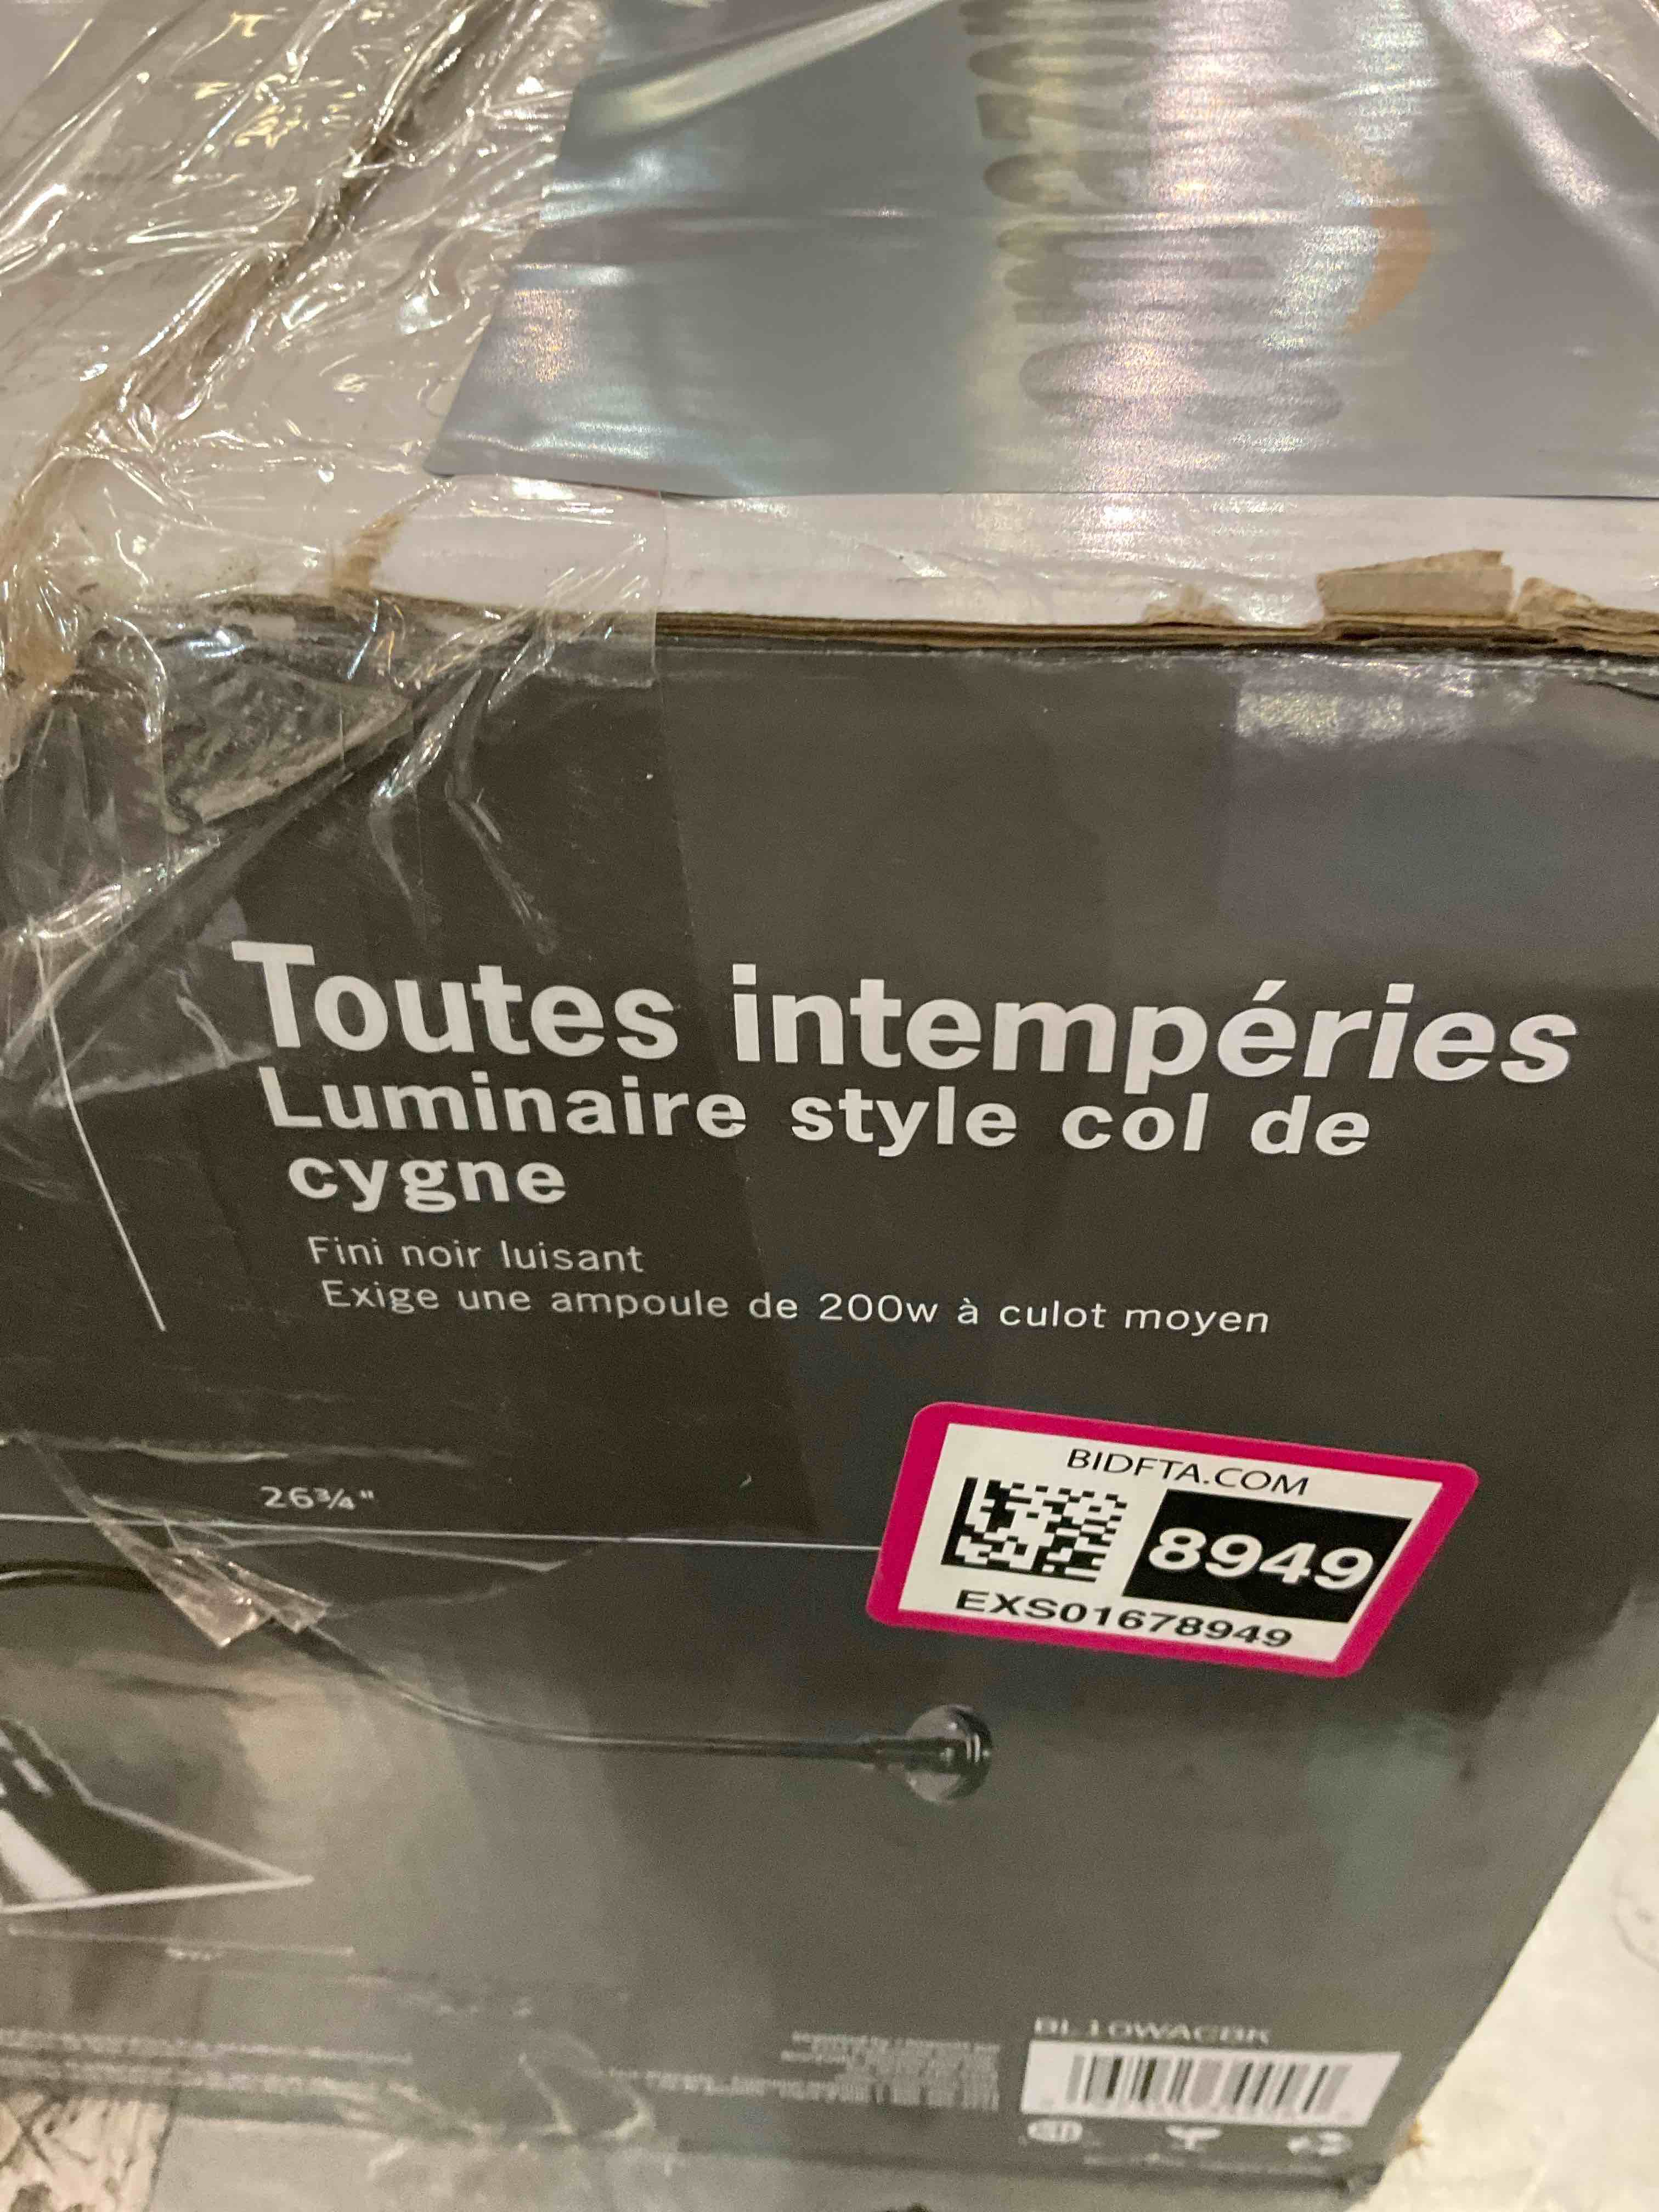 Toutes intempéries
Luminaire style col de
cygne
Fini noir luisant
Exige une ampoule de 200w à culot moyen
26¾"
BIDFTA.COM
8949
EXS01678949